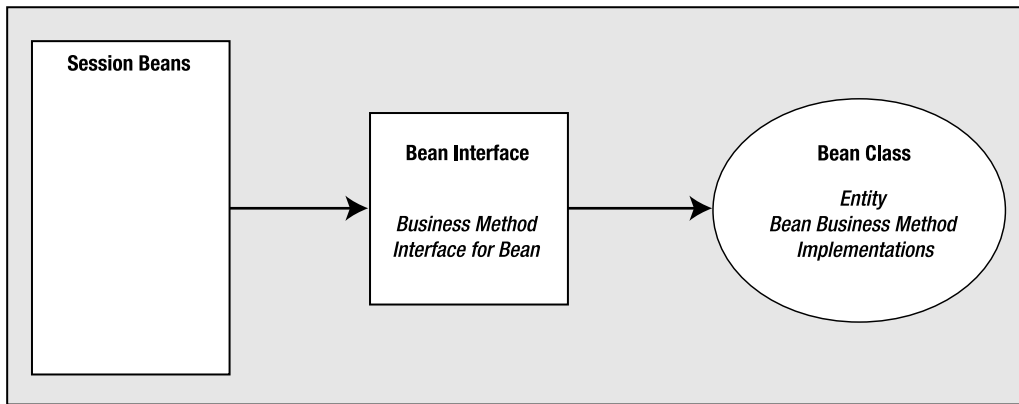 Session Beans
Bean Interface
Business Method
Interface for Bean
Bean Class
Entity
Bean Business Method
Implementations